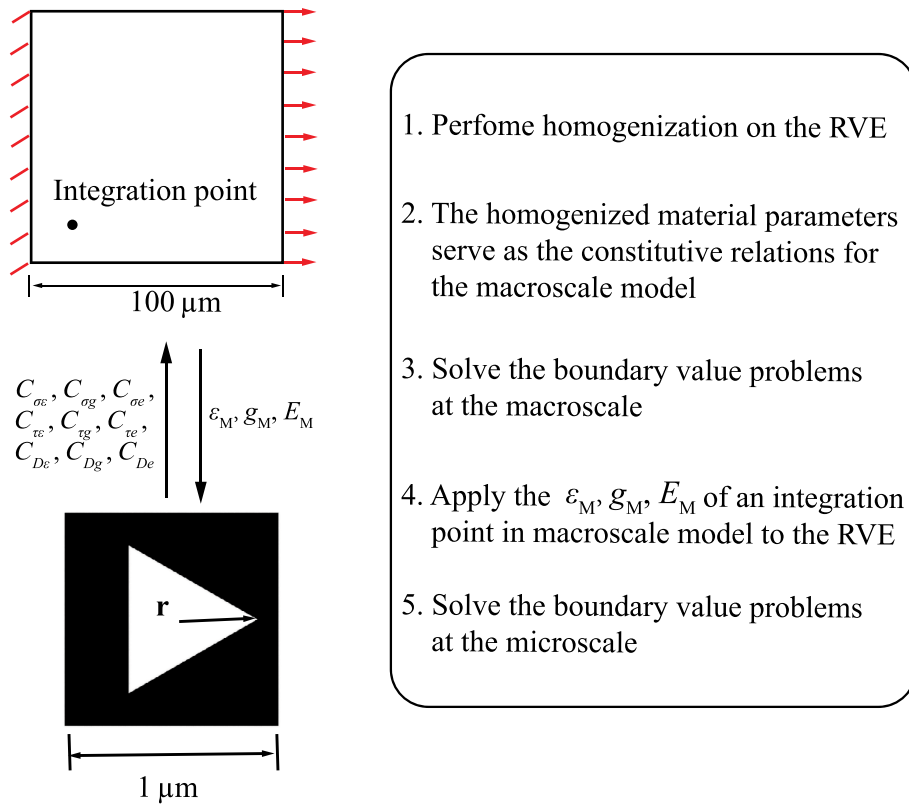 Integration point
100 μm
C_σε, C_σg, C_σe,
C_τε, C_τg, C_τe,
C_Dε, C_Dg, C_De
ε_M, g_M, E_M
r
1 μm
1. Perfome homogenization on the RVE
2. The homogenized material parameters
serve as the constitutive relations for
the macroscale model
3. Solve the boundary value problems
at the macroscale
4. Apply the ε_M, g_M, E_M of an integration
point in macroscale model to the RVE
5. Solve the boundary value problems
at the microscale